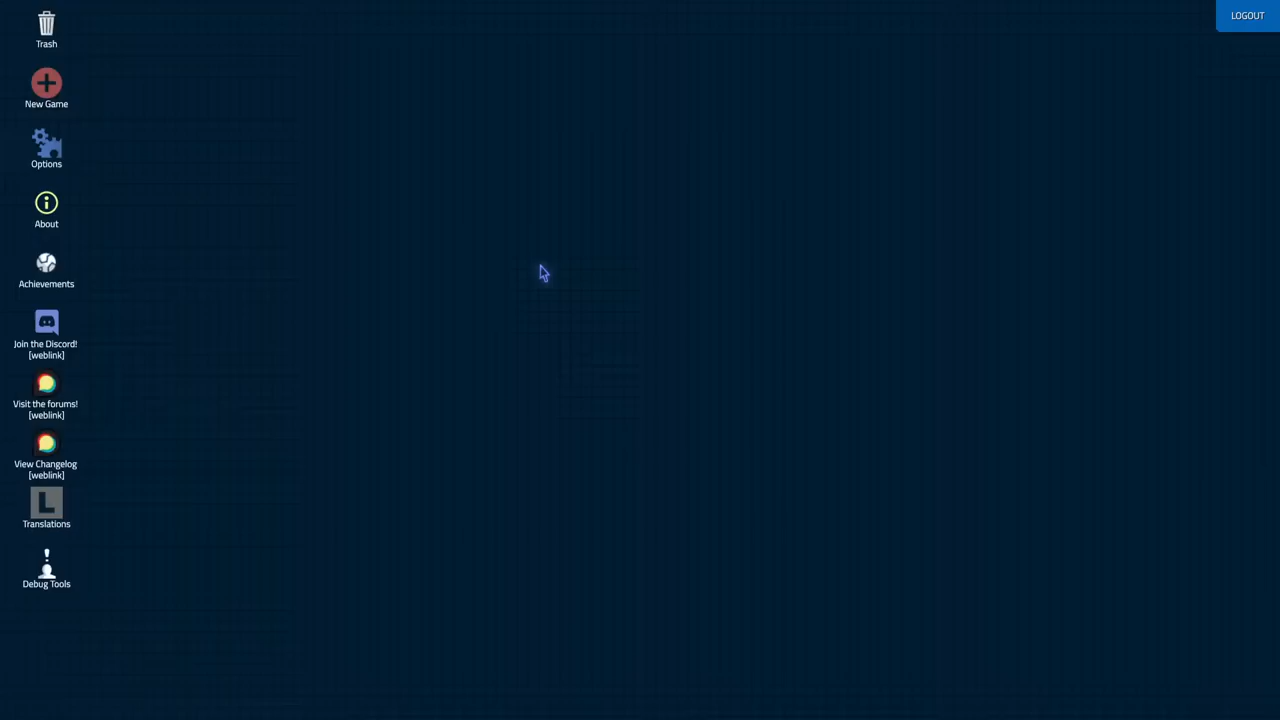 LOGOUT
Trash
New Game
Options
About
Achievements
Join the Discord!
[weblink]
Visit the forums!
[weblink]
View Changelog
[weblink]
L
Translations
Debug Tools